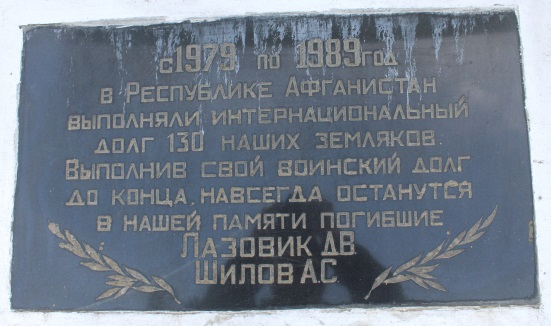 с 1979 по 1989 год
в Республике Афганистан
выполняли интернациональный
долг 130 наших земляков.
Выполнив свой воинский долг
до конца, навсегда останутся
в нашей памяти погибшие
Лазовик Д.В.
Шилов А.С